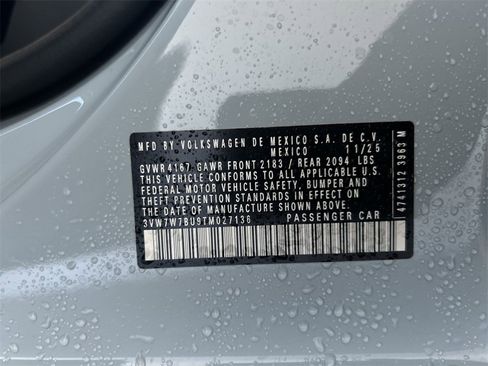 MFD BY VOLKSWAGEN DE MEXICO S.A. DE C.V.
MEXICO 11/25
GVWR 4167 GAWR FRONT 2183 / REAR 2094 LBS
THIS VEHICLE CONFORMS TO ALL APPLICABLE U.S.
FEDERAL MOTOR VEHICLE SAFETY, BUMPER AND
THEFT PREVENTION STANDARDS IN EFFECT ON THE
DATE OF MANUFACTURE SHOWN ABOVE.
3VW7W7BU9TM027136 PASSENGER CAR
4741312 3963 M